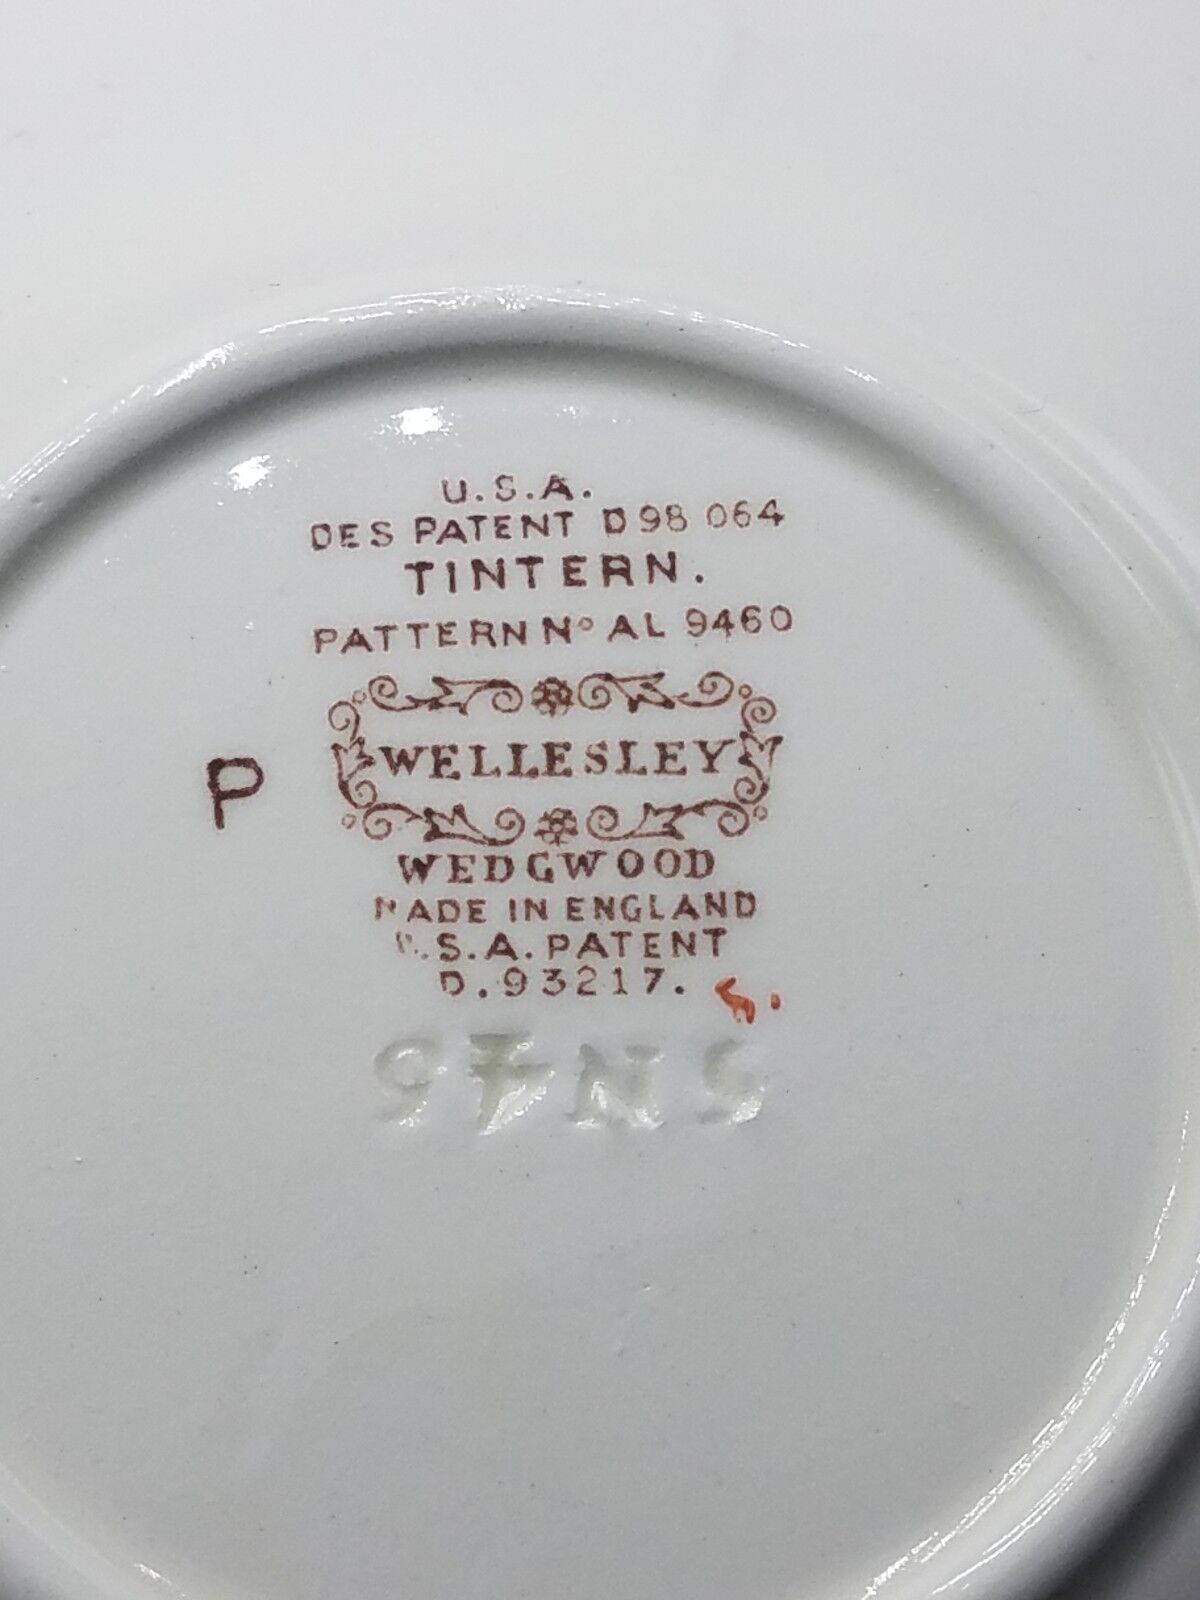 U.S.A.
DES PATENT D98 064
TINTERN.
PATTERN Nº AL 9460
P
WELLESLEY
WEDGWOOD
MADE IN ENGLAND
U.S.A. PATENT
D.93217.